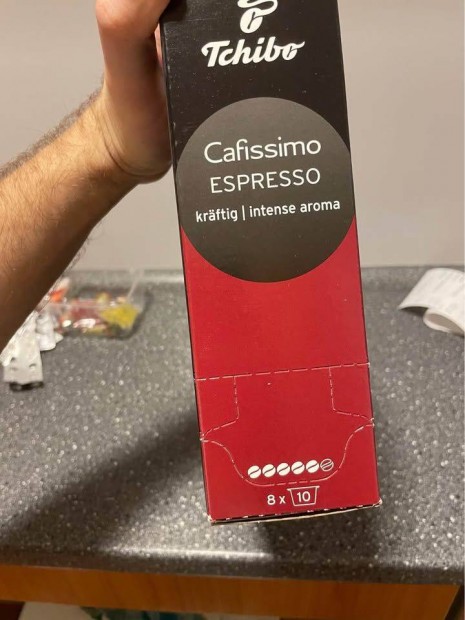 Tchibo
Cafissimo
ESPRESSO
kräftig | intense aroma
8 x 10